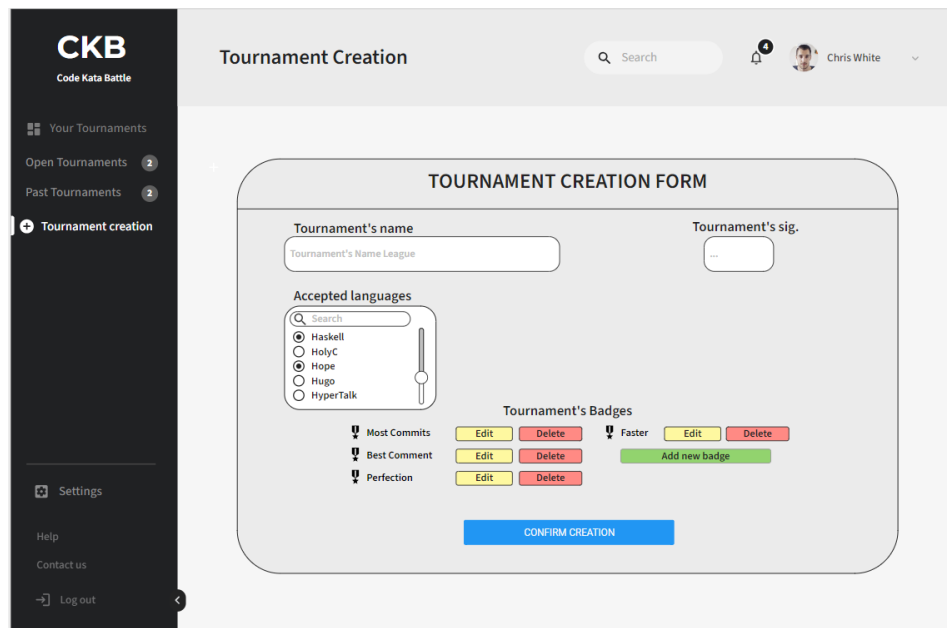 CKB
Code Kata Battle
Your Tournaments
Open Tournaments 2
Past Tournaments 2
Tournament creation
Settings
Help
Contact us
Log out
Tournament Creation
Search
4
Chris White
TOURNAMENT CREATION FORM
Tournament's name
Tournament's Name League
Tournament's sig.
...
Accepted languages
Search
Haskell
HolyC
Hope
Hugo
HyperTalk
Tournament's Badges
Most Commits Edit Delete Faster Edit Delete
Best Comment Edit Delete Add new badge
Perfection Edit Delete
CONFIRM CREATION